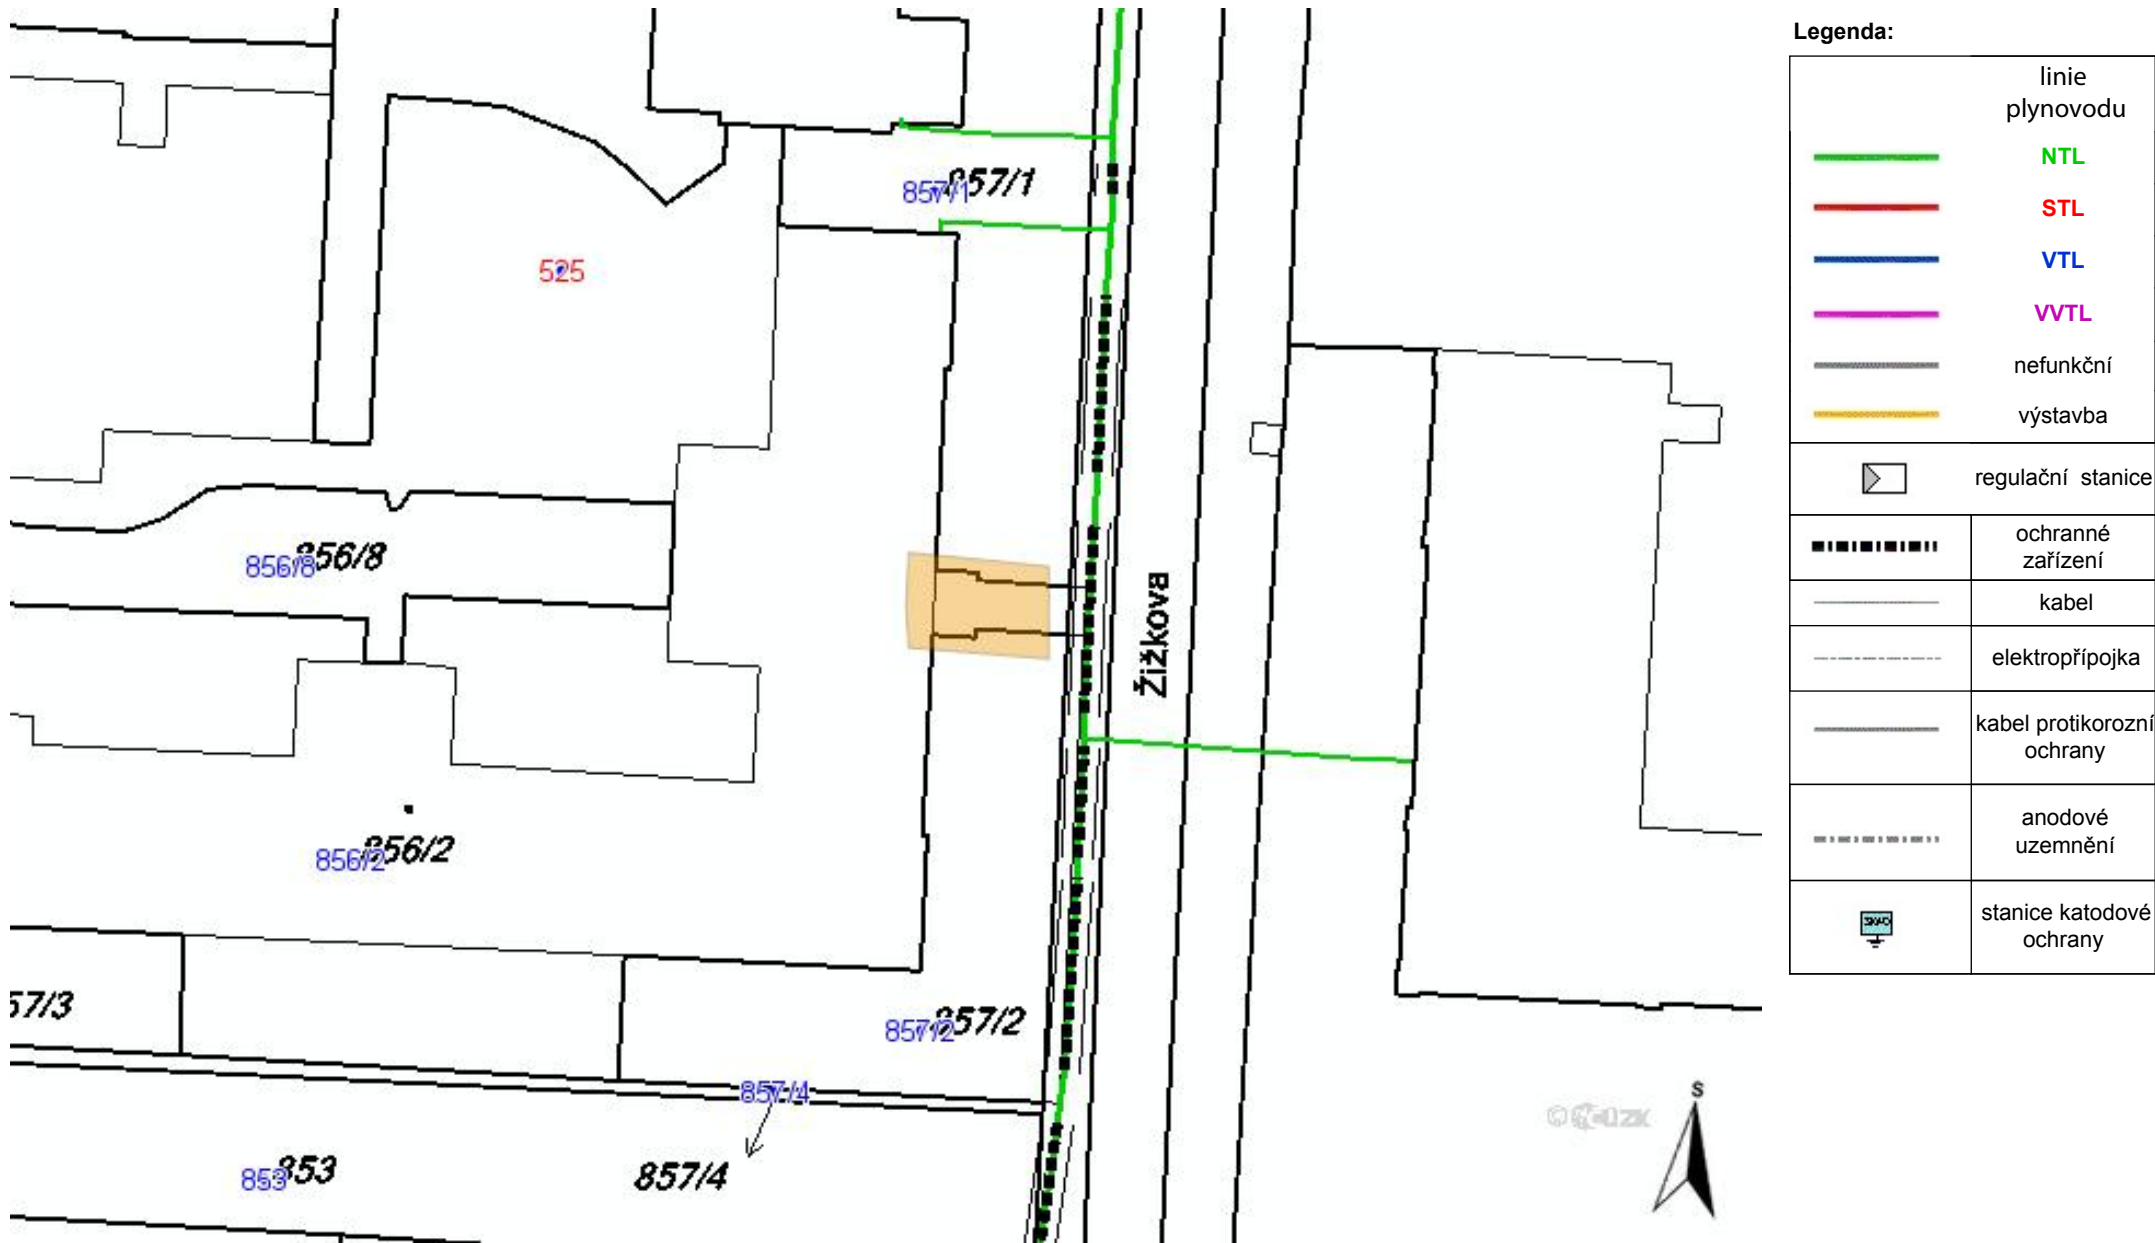 Legenda:
linie
plynovodu
NTL
STL
VTL
VVTL
nefunkční
výstavba
regulační stanice
ochranné
zařízení
kabel
elektropřípojka
kabel protikorozní
ochrany
anodové
uzemnění
stanice katodové
ochrany
857/1
857/1
525
856/8
856/8
Žižkova
856/2
856/2
57/3
857/2
857/2
857/4
853
853
857/4
S